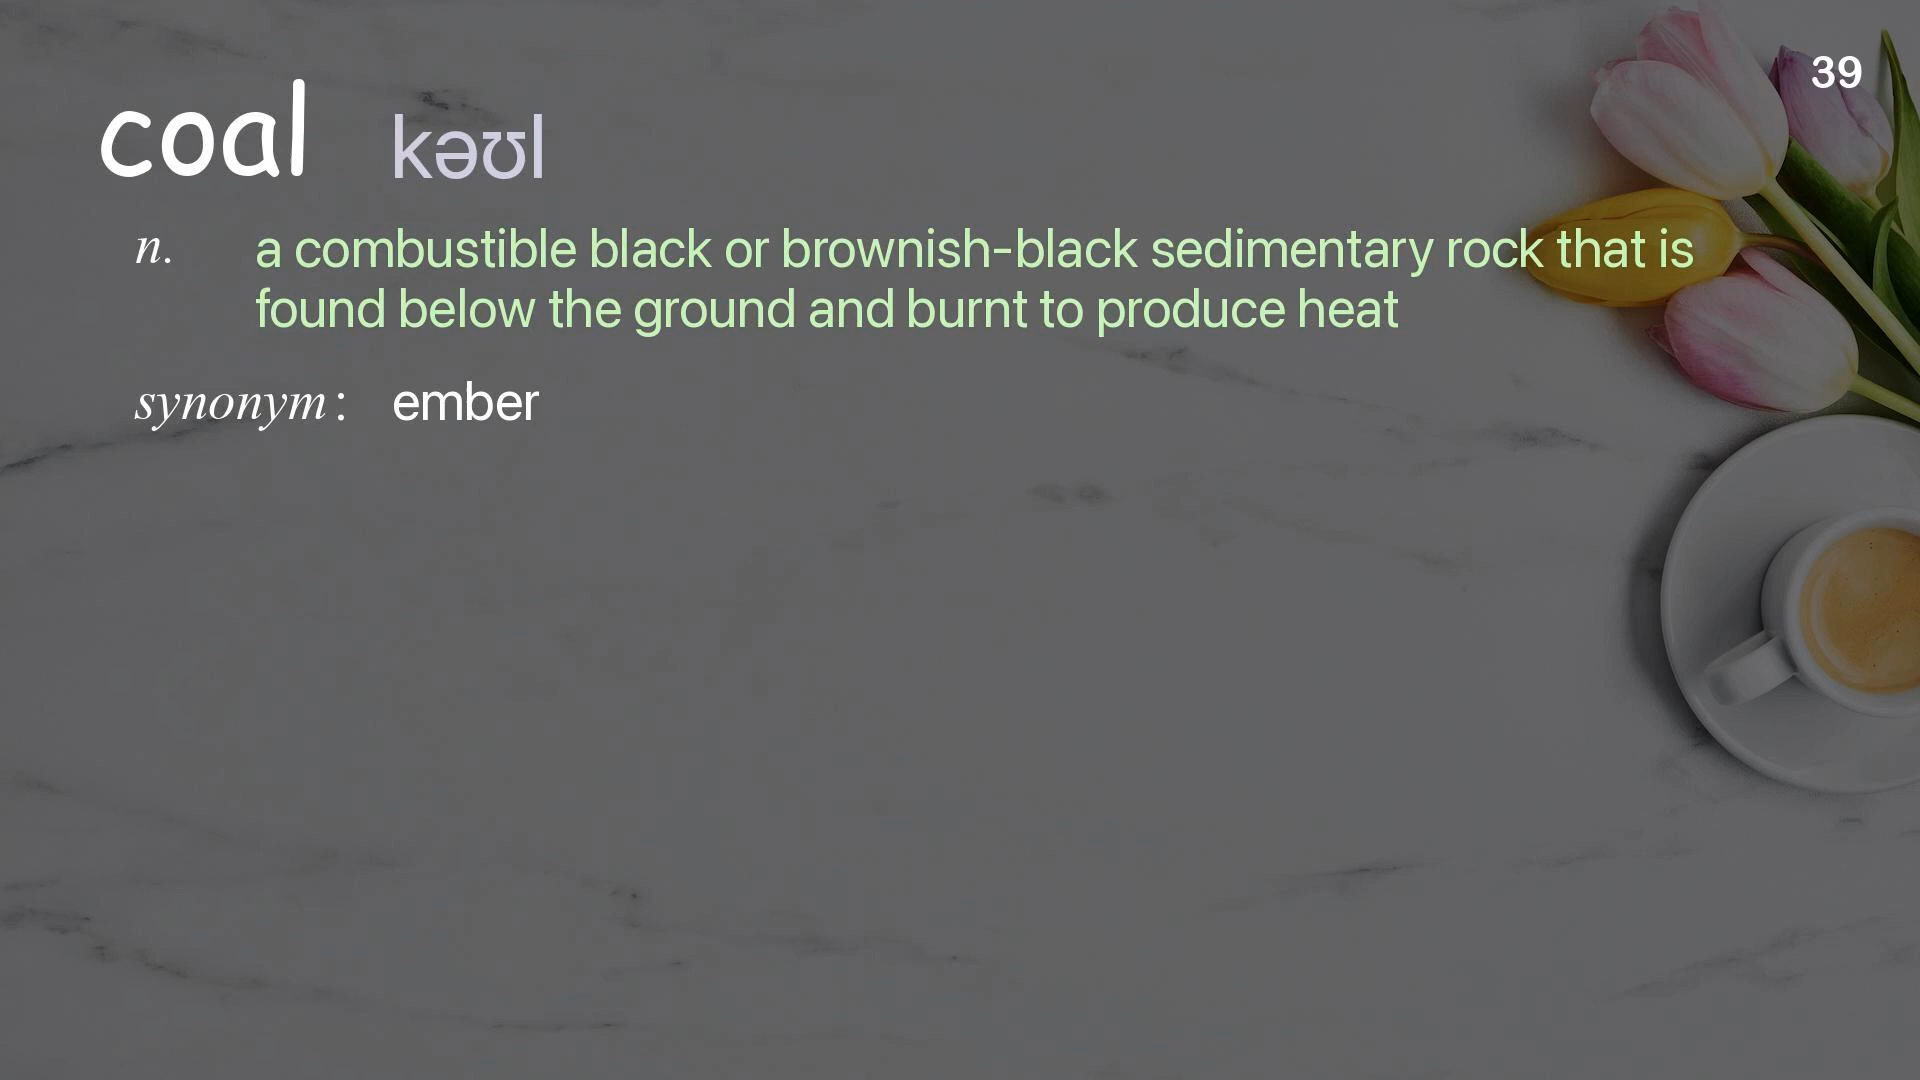 39
coal kəʊl
n. a combustible black or brownish-black sedimentary rock that is
found below the ground and burnt to produce heat
synonym: ember